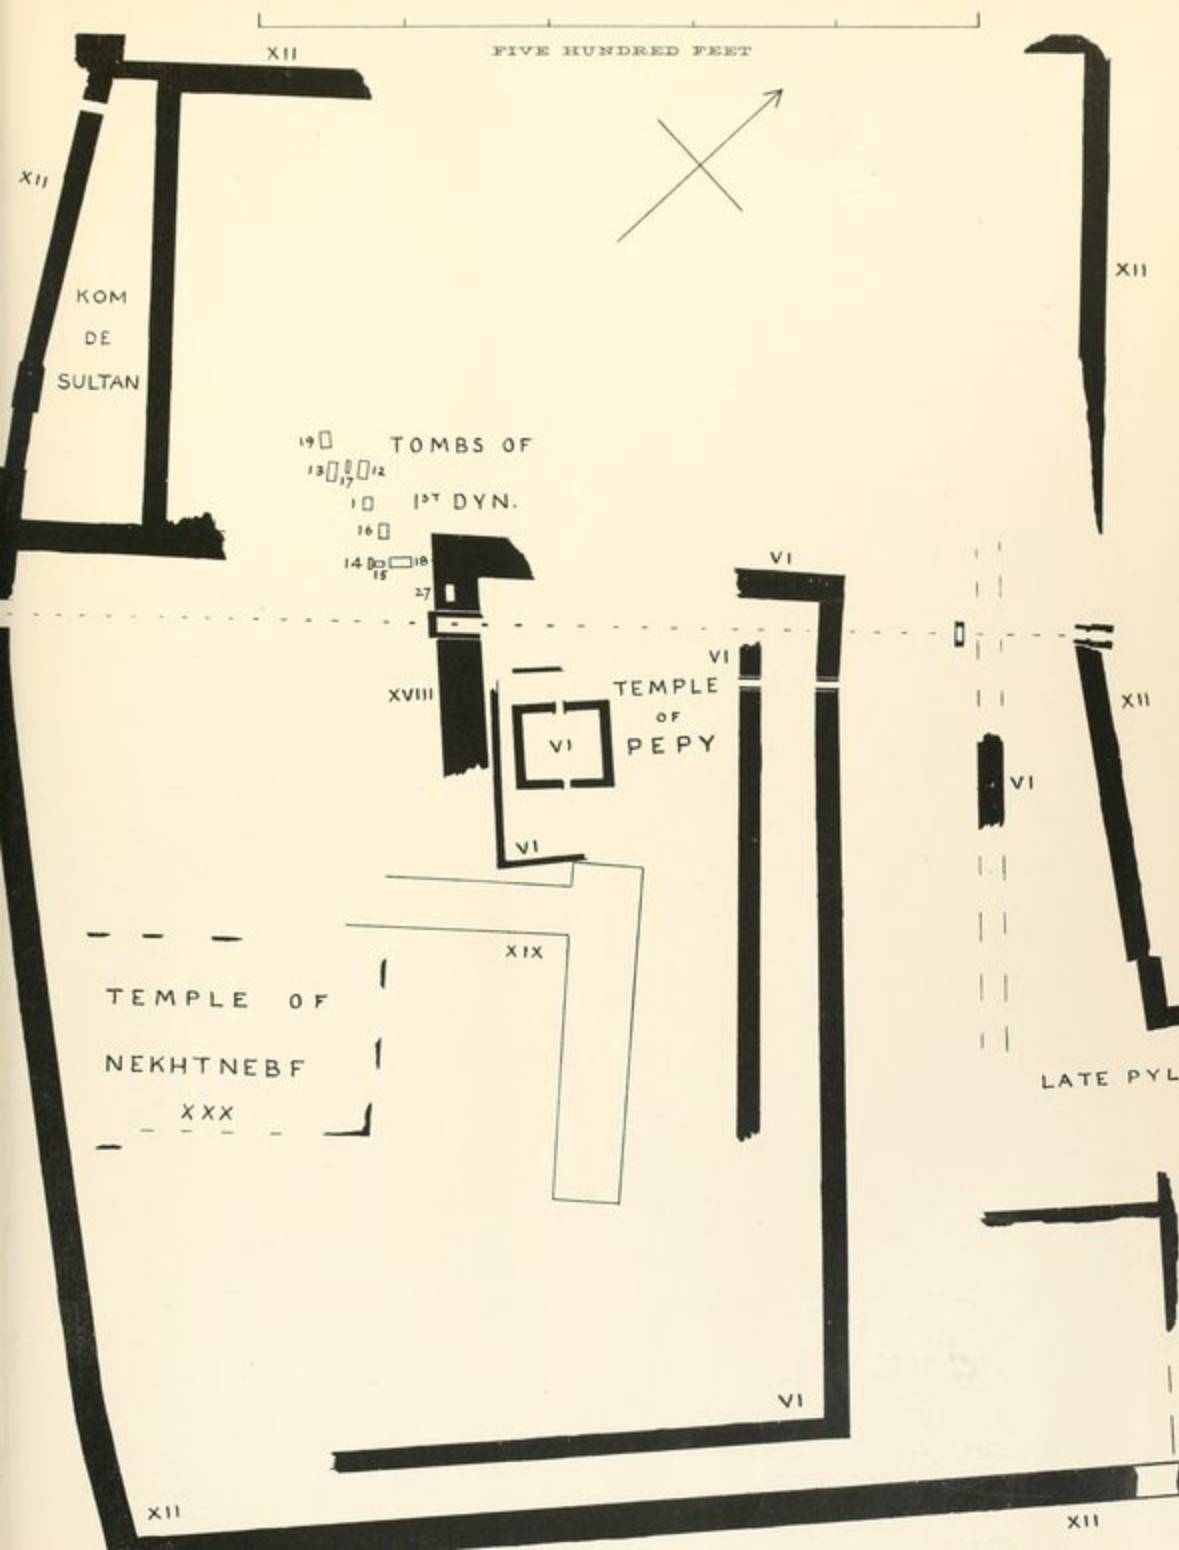 FIVE HUNDRED FEET
XII
XII
XII
KOM
DE
SULTAN
19
TOMBS OF
13
17
12
1
1ST DYN.
16
14
15
18
27
VI
VI
XVIII
TEMPLE
OF
PEPY
VI
XII
VI
VI
XIX
TEMPLE OF
NEKHTNEBF
XXX
LATE PYL
VI
XII
XII